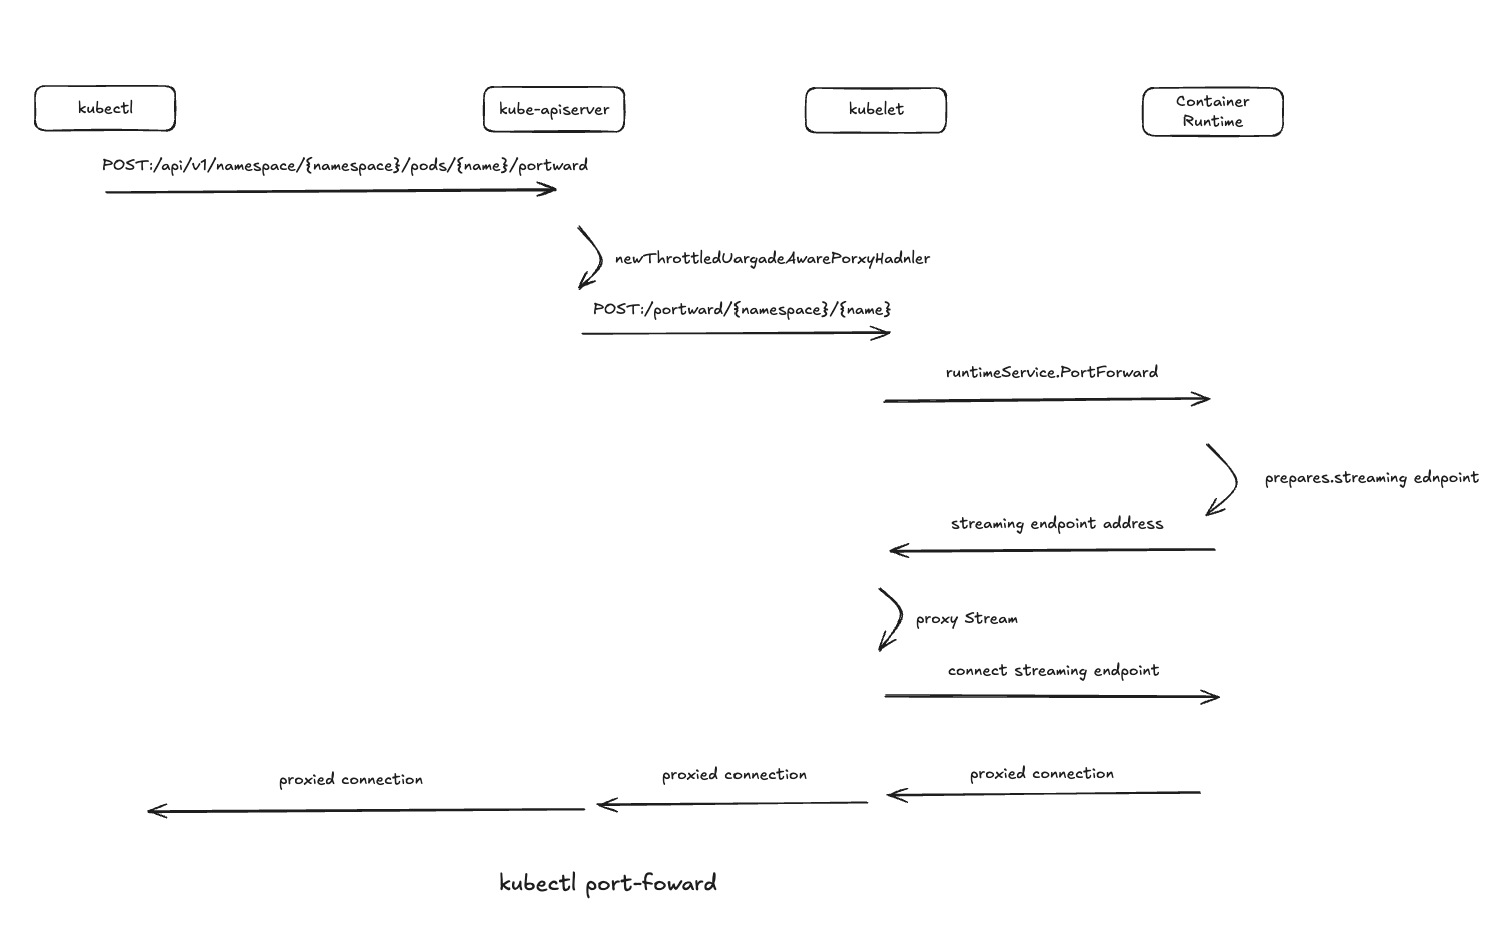 kubectl
kube-apiserver
kubelet
Container
Runtime
POST:/api/v1/namespace/{namespace}/pods/{name}/portward
newThrottledUargadeAwarePorxyHadnler
POST:/portward/{namespace}/{name}
runtimeService.PortForward
prepares.streaming ednpoint
streaming endpoint address
proxy Stream
connect streaming endpoint
proxied connection
proxied connection
proxied connection
kubectl port-foward